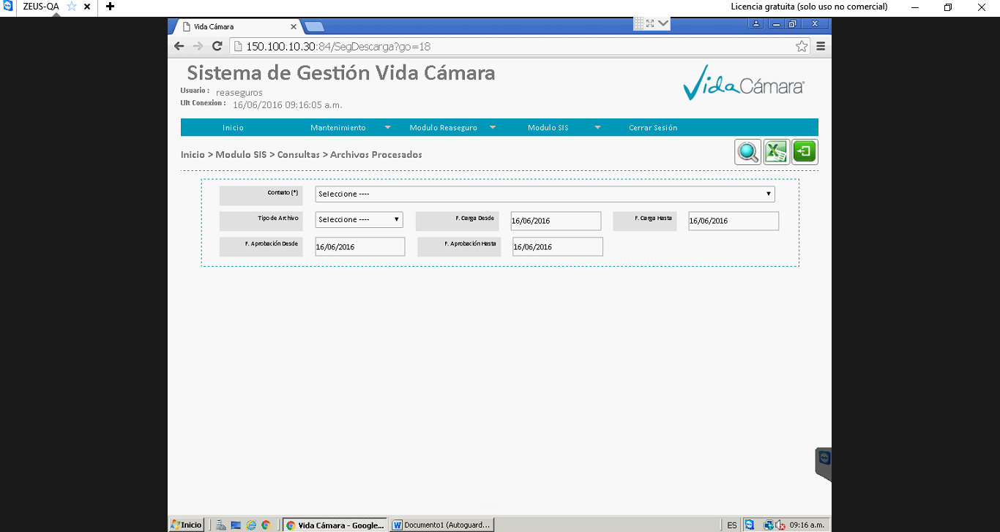 ZEUS-QA
Licencia gratuita (solo uso no comercial)
Vida Cámara
150.100.10.30:84/SegDescarga?go=18
Sistema de Gestión Vida Cámara
Usuario : reaseguros
Ult Conexion : 16/06/2016 09:16:05 a.m.
Vida Cámara
Inicio Mantenimiento Modulo Reaseguro Modulo SIS Cerrar Sesión
Inicio > Modulo SIS > Consultas > Archivos Procesados
Contrato (*) Seleccione ----
Tipo de Archivo Seleccione ---- F. Carga Desde 16/06/2016 F. Carga Hasta 16/06/2016
F. Aprobación Desde 16/06/2016 F. Aprobación Hasta 16/06/2016
Inicio Vida Cámara - Google... Documento1 (Autoguard... ES 09:16 a.m.